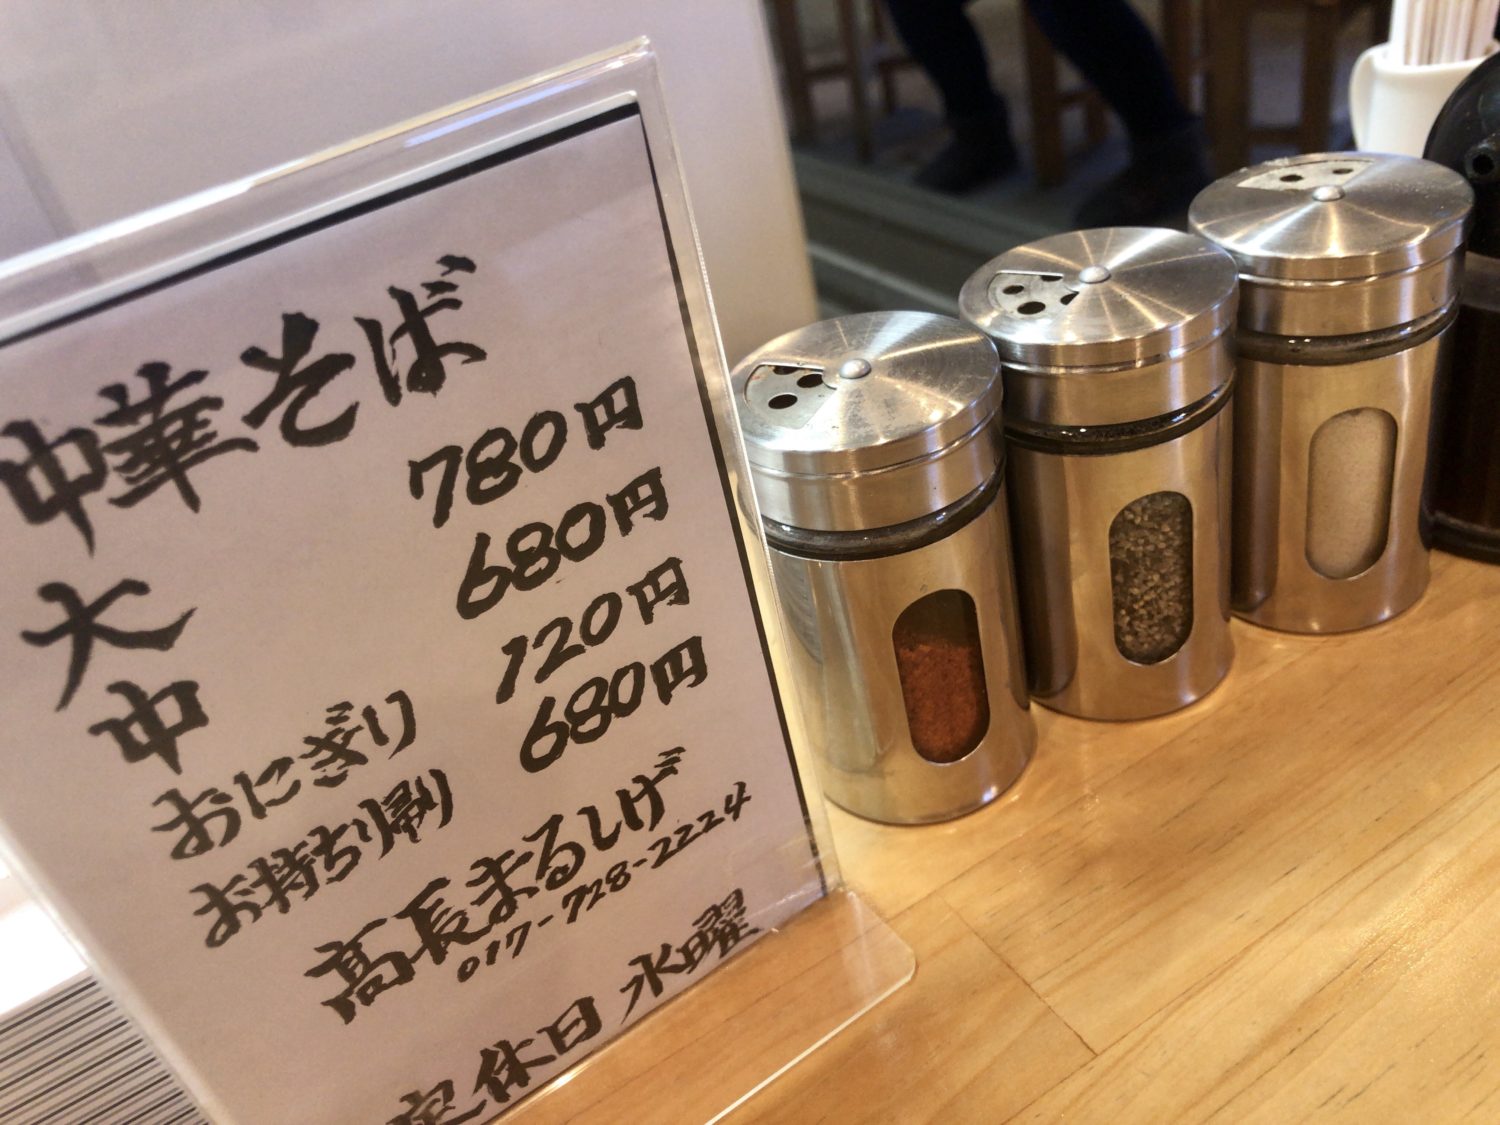 中華そば
大 780円
中 680円
おにぎり 120円
お持ち帰り 680円
髙長まるしげ
017-728-2224
定休日 水曜